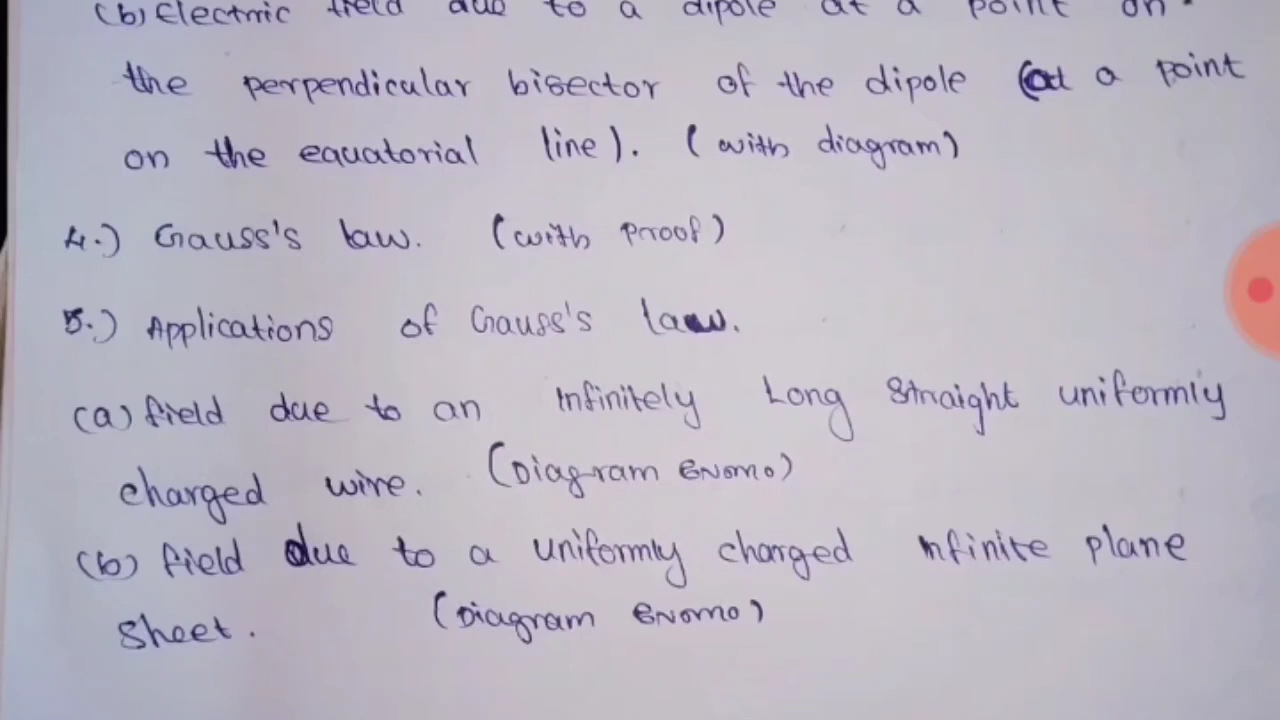 (b) Electric field due to a dipole at a point on
the perpendicular bisector of the dipole (at a point
on the equatorial line). (with diagram)
4.) Gauss's law. (with proof)
5.) Applications of Gauss's law.
(a) field due to an Infinitely Long Straight uniformly
charged wire. (Diagram
(b) field due to a uniformly charged Infinite plane
sheet. (Diagram